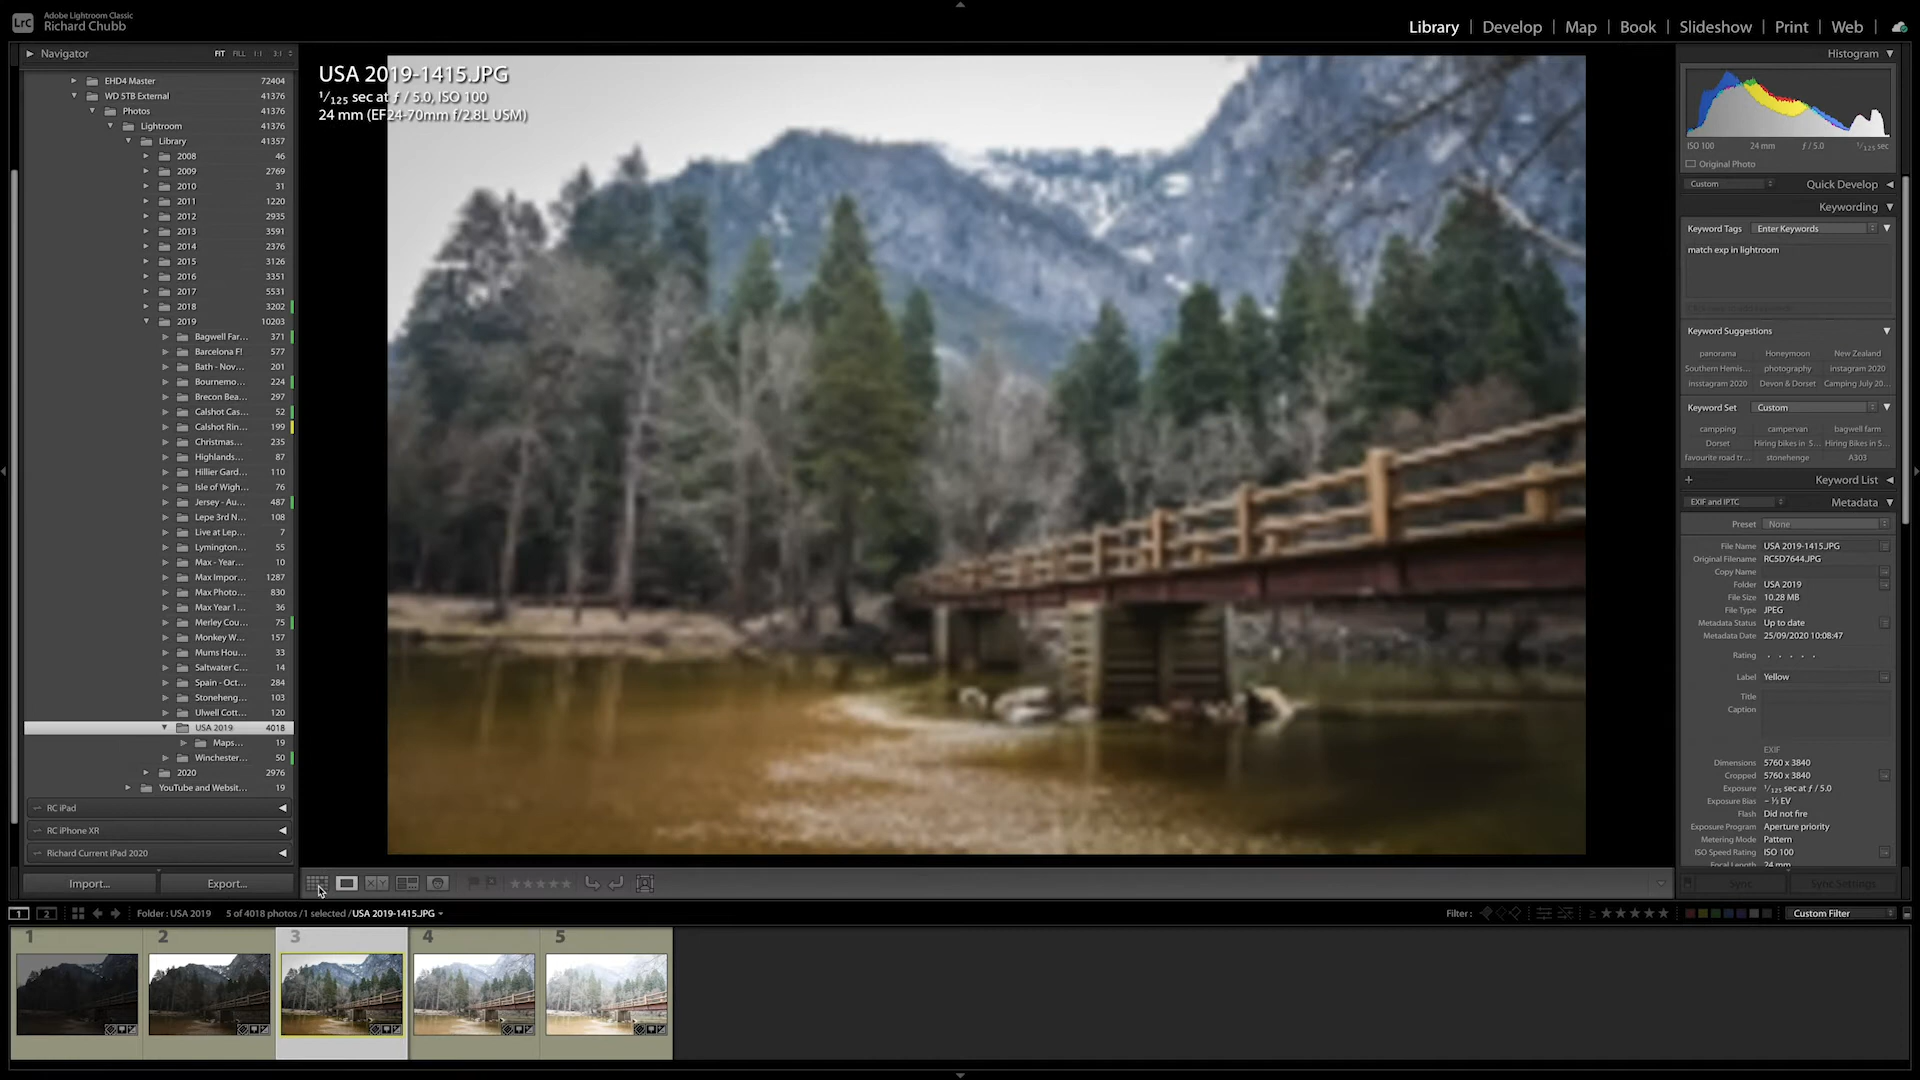 LrC
Adobe Lightroom Classic
Richard Chubb
Library | Develop | Map | Book | Slideshow | Print | Web
Navigator FIT FILL 1:1 3:1
EHD4 Master 72404
WD 5TB External 41376
Photos 41376
Lightroom 41376
Library 41357
2008 46
2009 2769
2010 31
2011 1220
2012 2935
2013 3591
2014 2376
2015 3126
2016 3351
2017 5531
2018 3202
2019 10203
Bagwell Far... 371
Barcelona F! 577
Bath - Nov... 201
Bournemo... 224
Brecon Bea... 297
Calshot Cas... 52
Calshot Rin... 199
Christmas... 235
Highlands... 87
Hillier Gard... 110
Isle of Wigh... 76
Jersey - Au... 487
Lepe 3rd N... 108
Live at Lep... 7
Lymington... 55
Max - Year... 10
Max Impor... 1287
Max Photo... 830
Max Year 1... 36
Merley Cou... 75
Monkey W... 157
Mums Hou... 33
Saltwater C... 14
Spain - Oct... 284
Stoneheng... 103
Ulwell Cott... 120
USA 2019 4018
Maps... 19
Winchester... 50
2020 2976
YouTube and Websit... 19
RC iPad
RC iPhone XR
Richard Current iPad 2020
Import... Export...
USA 2019-1415.JPG
1/125 sec at ƒ / 5.0, ISO 100
24 mm (EF24-70mm f/2.8L USM)
Histogram
ISO 100 24 mm ƒ / 5.0 1/125 sec
Original Photo
Custom Quick Develop
Keywording
Keyword Tags Enter Keywords
match exp in lightroom
Keyword Suggestions
panorama Honeymoon New Zealand
Southern Hemis... photography instagram 2020
insstagram 2020 Devon & Dorset Camping July 20...
Keyword Set Custom
campping campervan bagwell farm
Dorset Hiring bikes in S... Hiring Bikes in S...
favourite road tr... stonehenge A303
+ Keyword List
EXIF and IPTC Metadata
Preset None
File Name USA 2019-1415.JPG
Original Filename RC5D7644.JPG
Copy Name
Folder USA 2019
File Size 10.28 MB
File Type JPEG
Metadata Status Up to date
Metadata Date 25/09/2020 10:08:47
Rating . . . . .
Label Yellow
Title
Caption
EXIF
Dimensions 5760 x 3840
Cropped 5760 x 3840
Exposure 1/125 sec at ƒ / 5.0
Exposure Bias – 1/3 EV
Flash Did not fire
Exposure Program Aperture priority
Metering Mode Pattern
ISO Speed Rating ISO 100
Focal Length 24 mm
Sync Sync Settings
X Y
1 2 Folder : USA 2019 5 of 4018 photos / 1 selected / USA 2019-1415.JPG Filter : Custom Filter
1 2 3 4 5